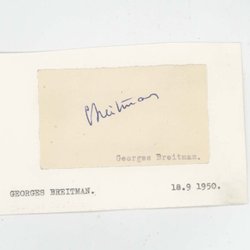 Breitman
Georges Breitman.
GEORGES BREITMAN. 18.9 1950.